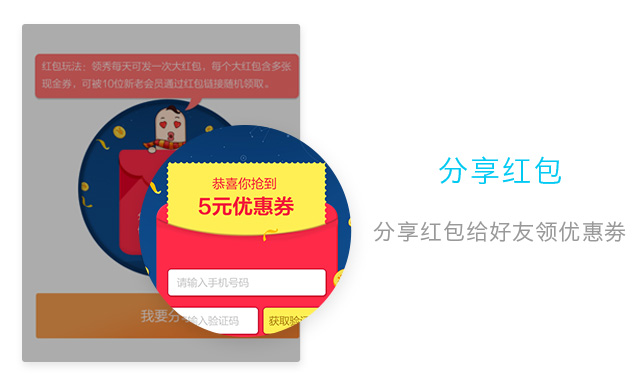 红包玩法：领秀每天可发一次大红包，每个大红包含多张
现金券，可被10位新老会员通过红包链接随机领取。
恭喜你抢到
5元优惠券
请输入手机号码
输入验证码
获取验证
我要分
分享红包
分享红包给好友领优惠券